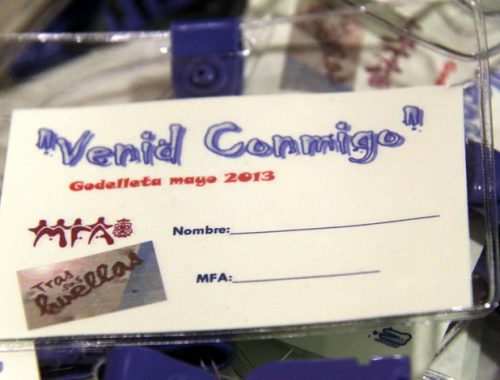 "Venid Conmigo"
Godelleta mayo 2013
MFA
Nombre:
Tras sus huellas
MFA: